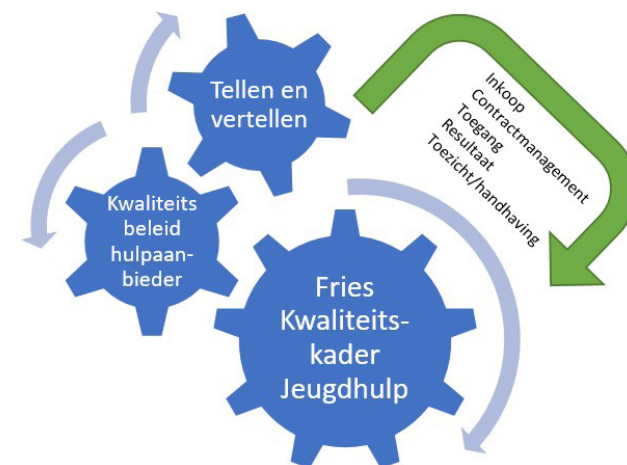 Tellen en
vertellen
Inkoop
Contractmanagement
Toegang
Resultaat
Toezicht/handhaving
Kwaliteits
beleid
hulpaan-
bieder
Fries
Kwaliteits-
kader
Jeugdhulp